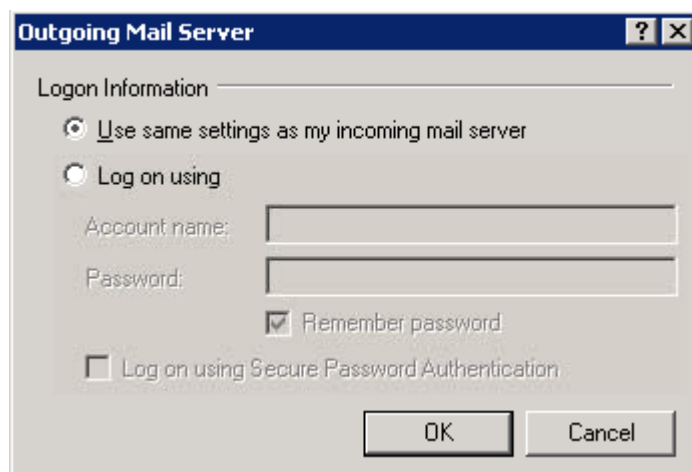 Outgoing Mail Server
Logon Information
Use same settings as my incoming mail server
Log on using
Account name:
Password:
Remember password
Log on using Secure Password Authentication
OK Cancel